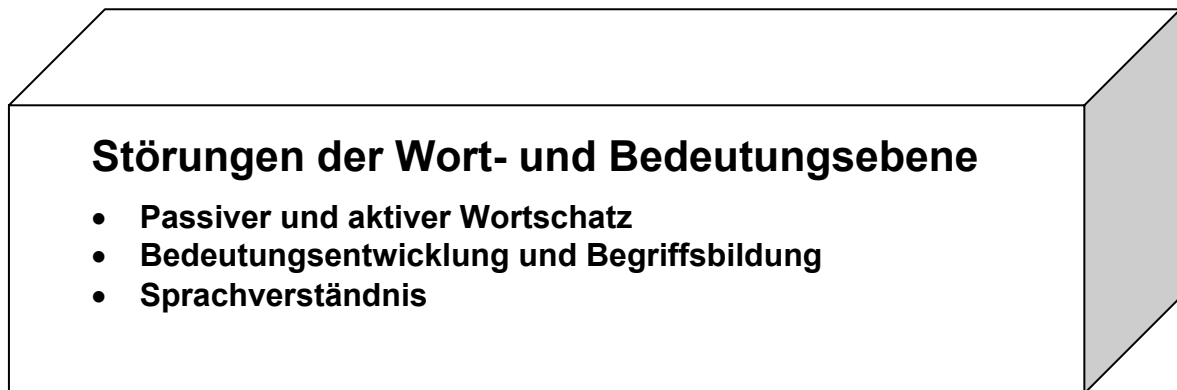 Störungen der Wort- und Bedeutungsebene
• Passiver und aktiver Wortschatz
• Bedeutungsentwicklung und Begriffsbildung
• Sprachverständnis